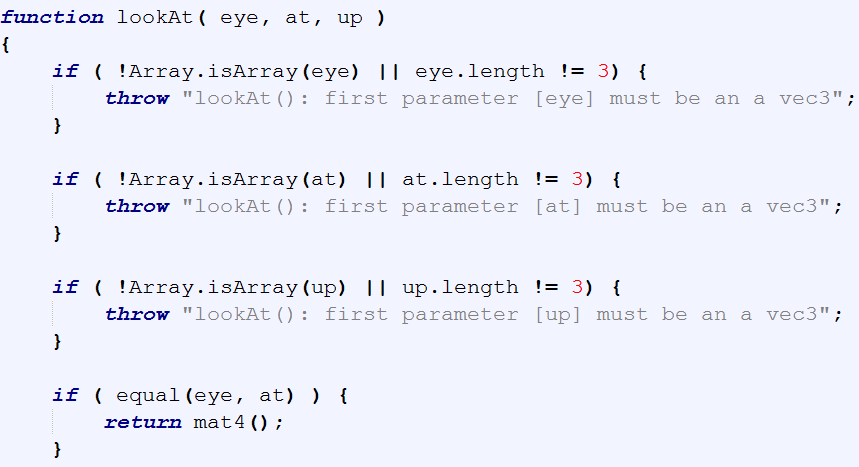 function lookAt( eye, at, up )
{
    if ( !Array.isArray(eye) || eye.length != 3) {
        throw "lookAt(): first parameter [eye] must be an a vec3";
    }

    if ( !Array.isArray(at) || at.length != 3) {
        throw "lookAt(): first parameter [at] must be an a vec3";
    }

    if ( !Array.isArray(up) || up.length != 3) {
        throw "lookAt(): first parameter [up] must be an a vec3";
    }

    if ( equal(eye, at) ) {
        return mat4();
    }